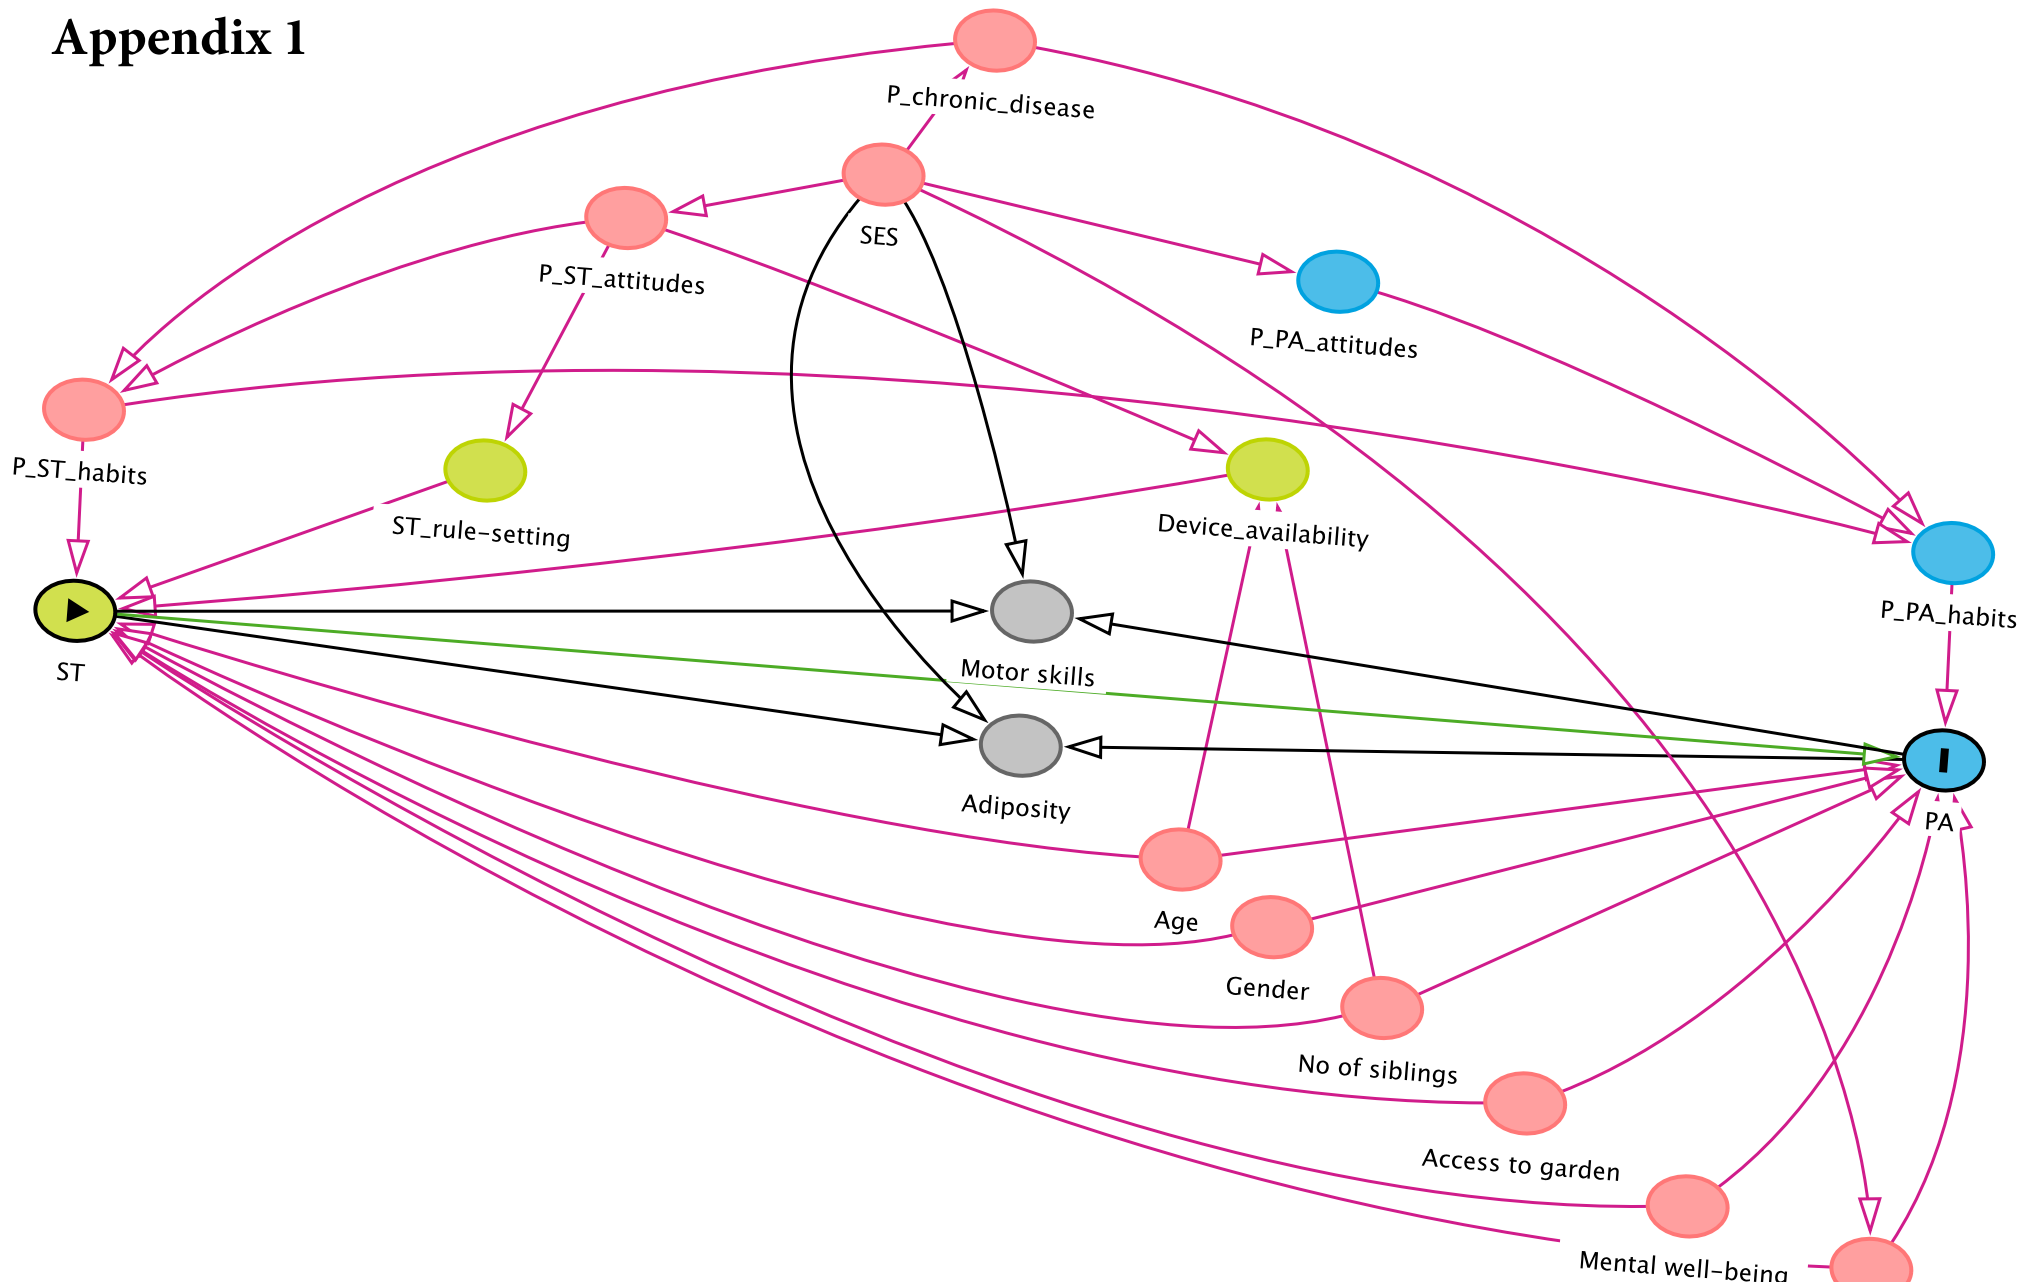 Appendix 1
P_chronic_disease
SES
P_ST_attitudes
P_PA_attitudes
P_ST_habits
ST_rule-setting
Device_availability
P_PA_habits
ST
Motor skills
Adiposity
PA
Age
Gender
No of siblings
Access to garden
Mental well-being